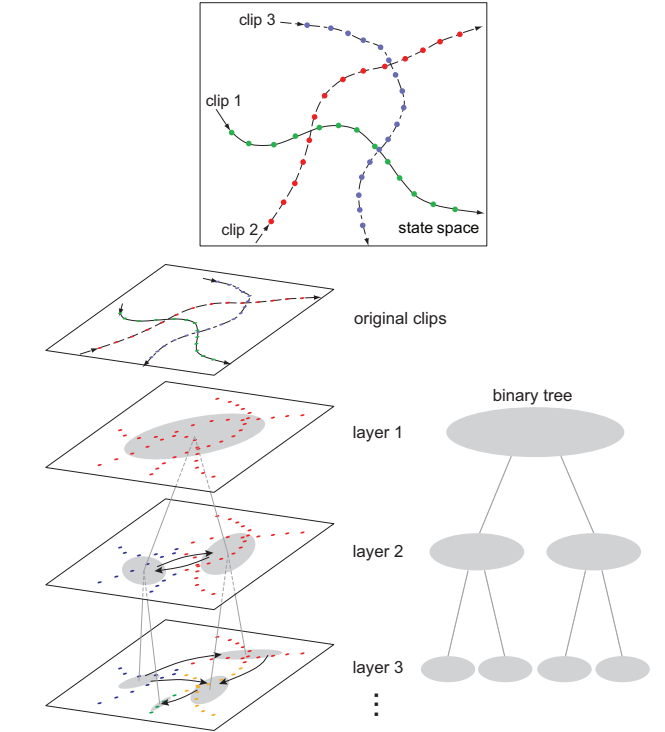 clip 3
clip 1
clip 2
state space
original clips
binary tree
layer 1
layer 2
layer 3